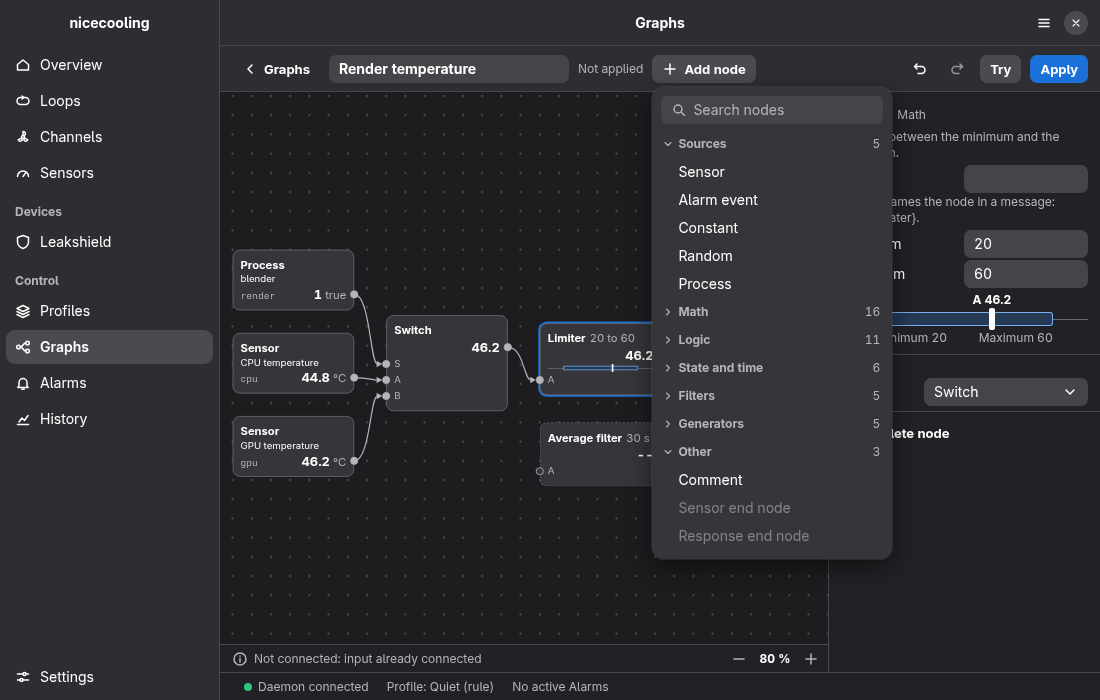 nicecooling
Overview
Loops
Channels
Sensors
Devices
Leakshield
Control
Profiles
Graphs
Alarms
History
Settings
Graphs
Graphs
Render temperature
Not applied
Add node
Try
Apply
Process
blender
render 1 true
Sensor
CPU temperature
cpu 44.8 °C
Sensor
GPU temperature
gpu 46.2 °C
Switch
46.2
S
A
B
Limiter 20 to 60
46.2
A
Average filter 30 s
--
A
Search nodes
Sources 5
Sensor
Alarm event
Constant
Random
Process
Math 16
Logic 11
State and time 6
Filters 5
Generators 5
Other 3
Comment
Sensor end node
Response end node
Math
between the minimum and the
ames the node in a message:
20
60
A 46.2
nimum 20 Maximum 60
Switch
lete node
Not connected: input already connected
80 %
Daemon connected Profile: Quiet (rule) No active Alarms